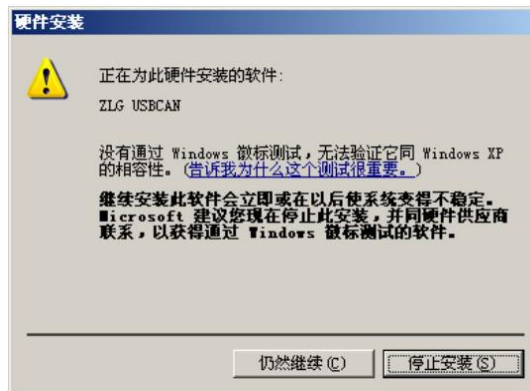 硬件安装
正在为此硬件安装的软件:
ZLG USBCAN
没有通过 Windows 徽标测试，无法验证它同 Windows XP
的相容性。(告诉我为什么这个测试很重要。)
继续安装此软件会立即或在以后使系统变得不稳定。
Microsoft 建议您现在停止此安装，并同硬件供应商
联系，以获得通过 Windows 徽标测试的软件。
仍然继续(C)
停止安装(S)